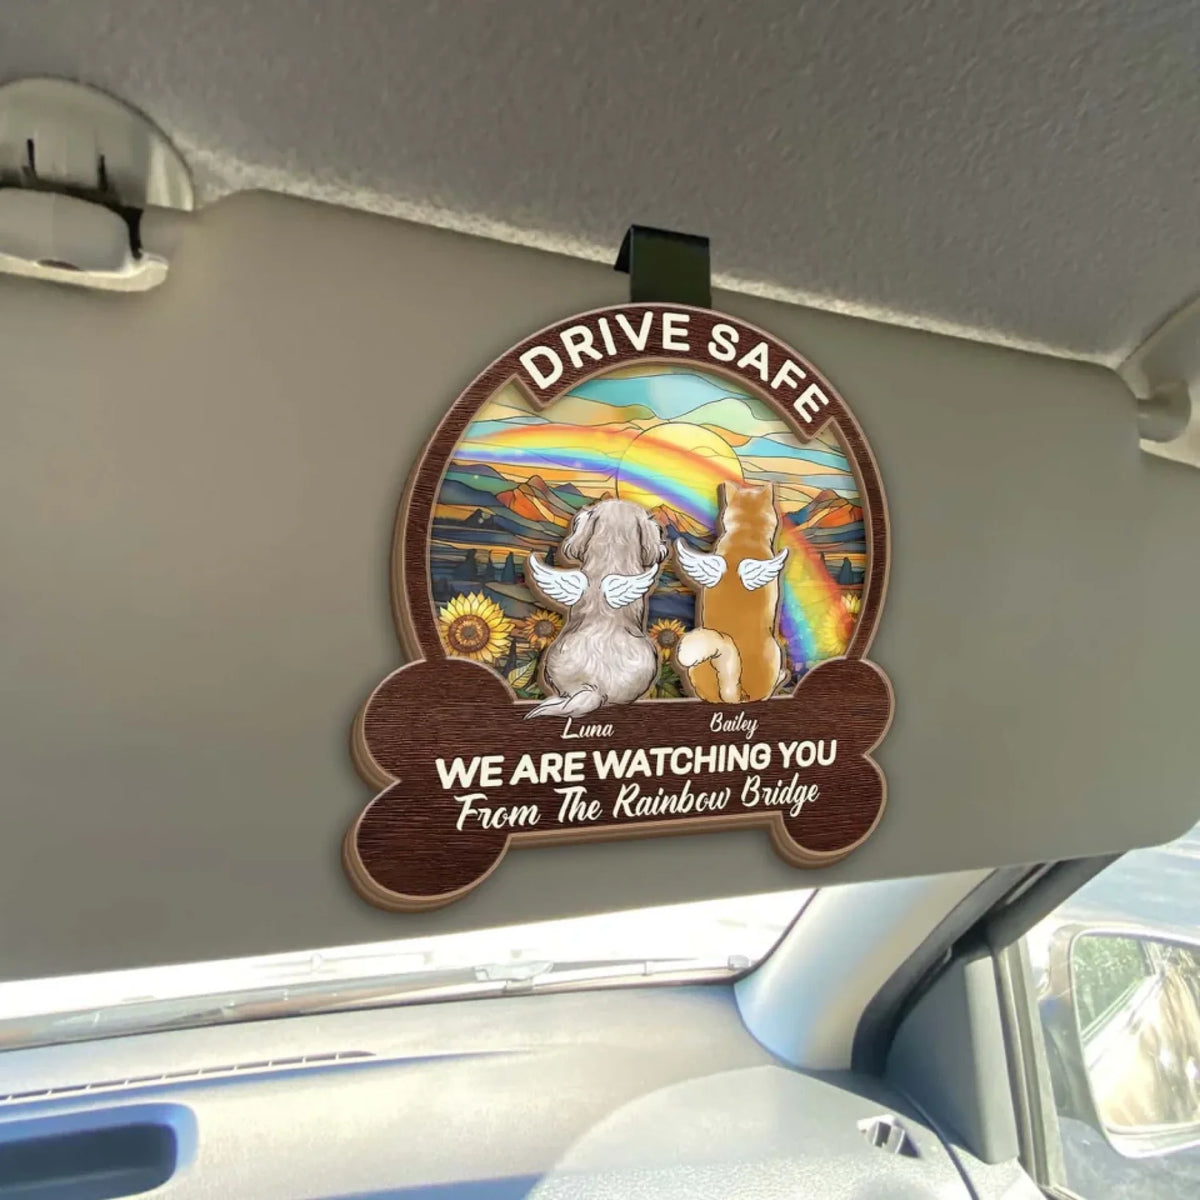 DRIVE SAFE
Luna Bailey
WE ARE WATCHING YOU
From The Rainbow Bridge